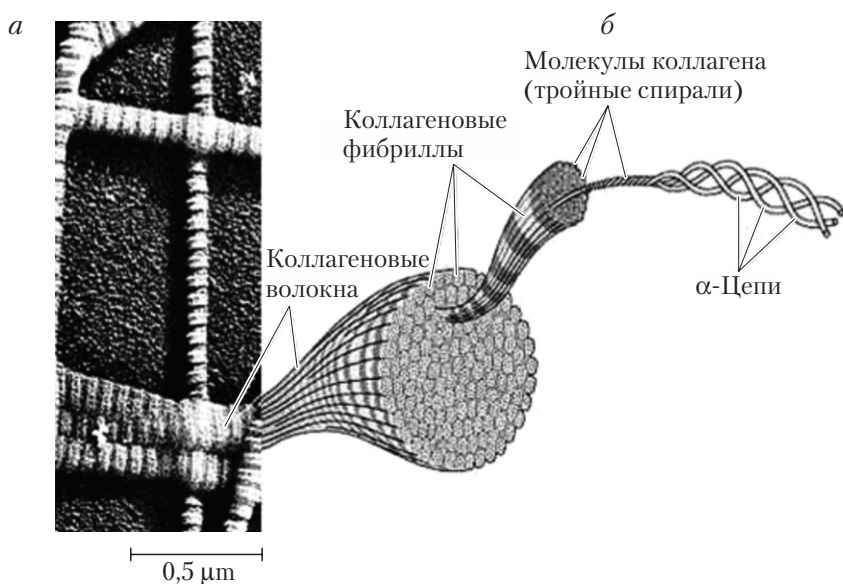 а
б
Молекулы коллагена
(тройные спирали)
Коллагеновые
фибриллы
Коллагеновые
волокна
α-Цепи
0,5 μm